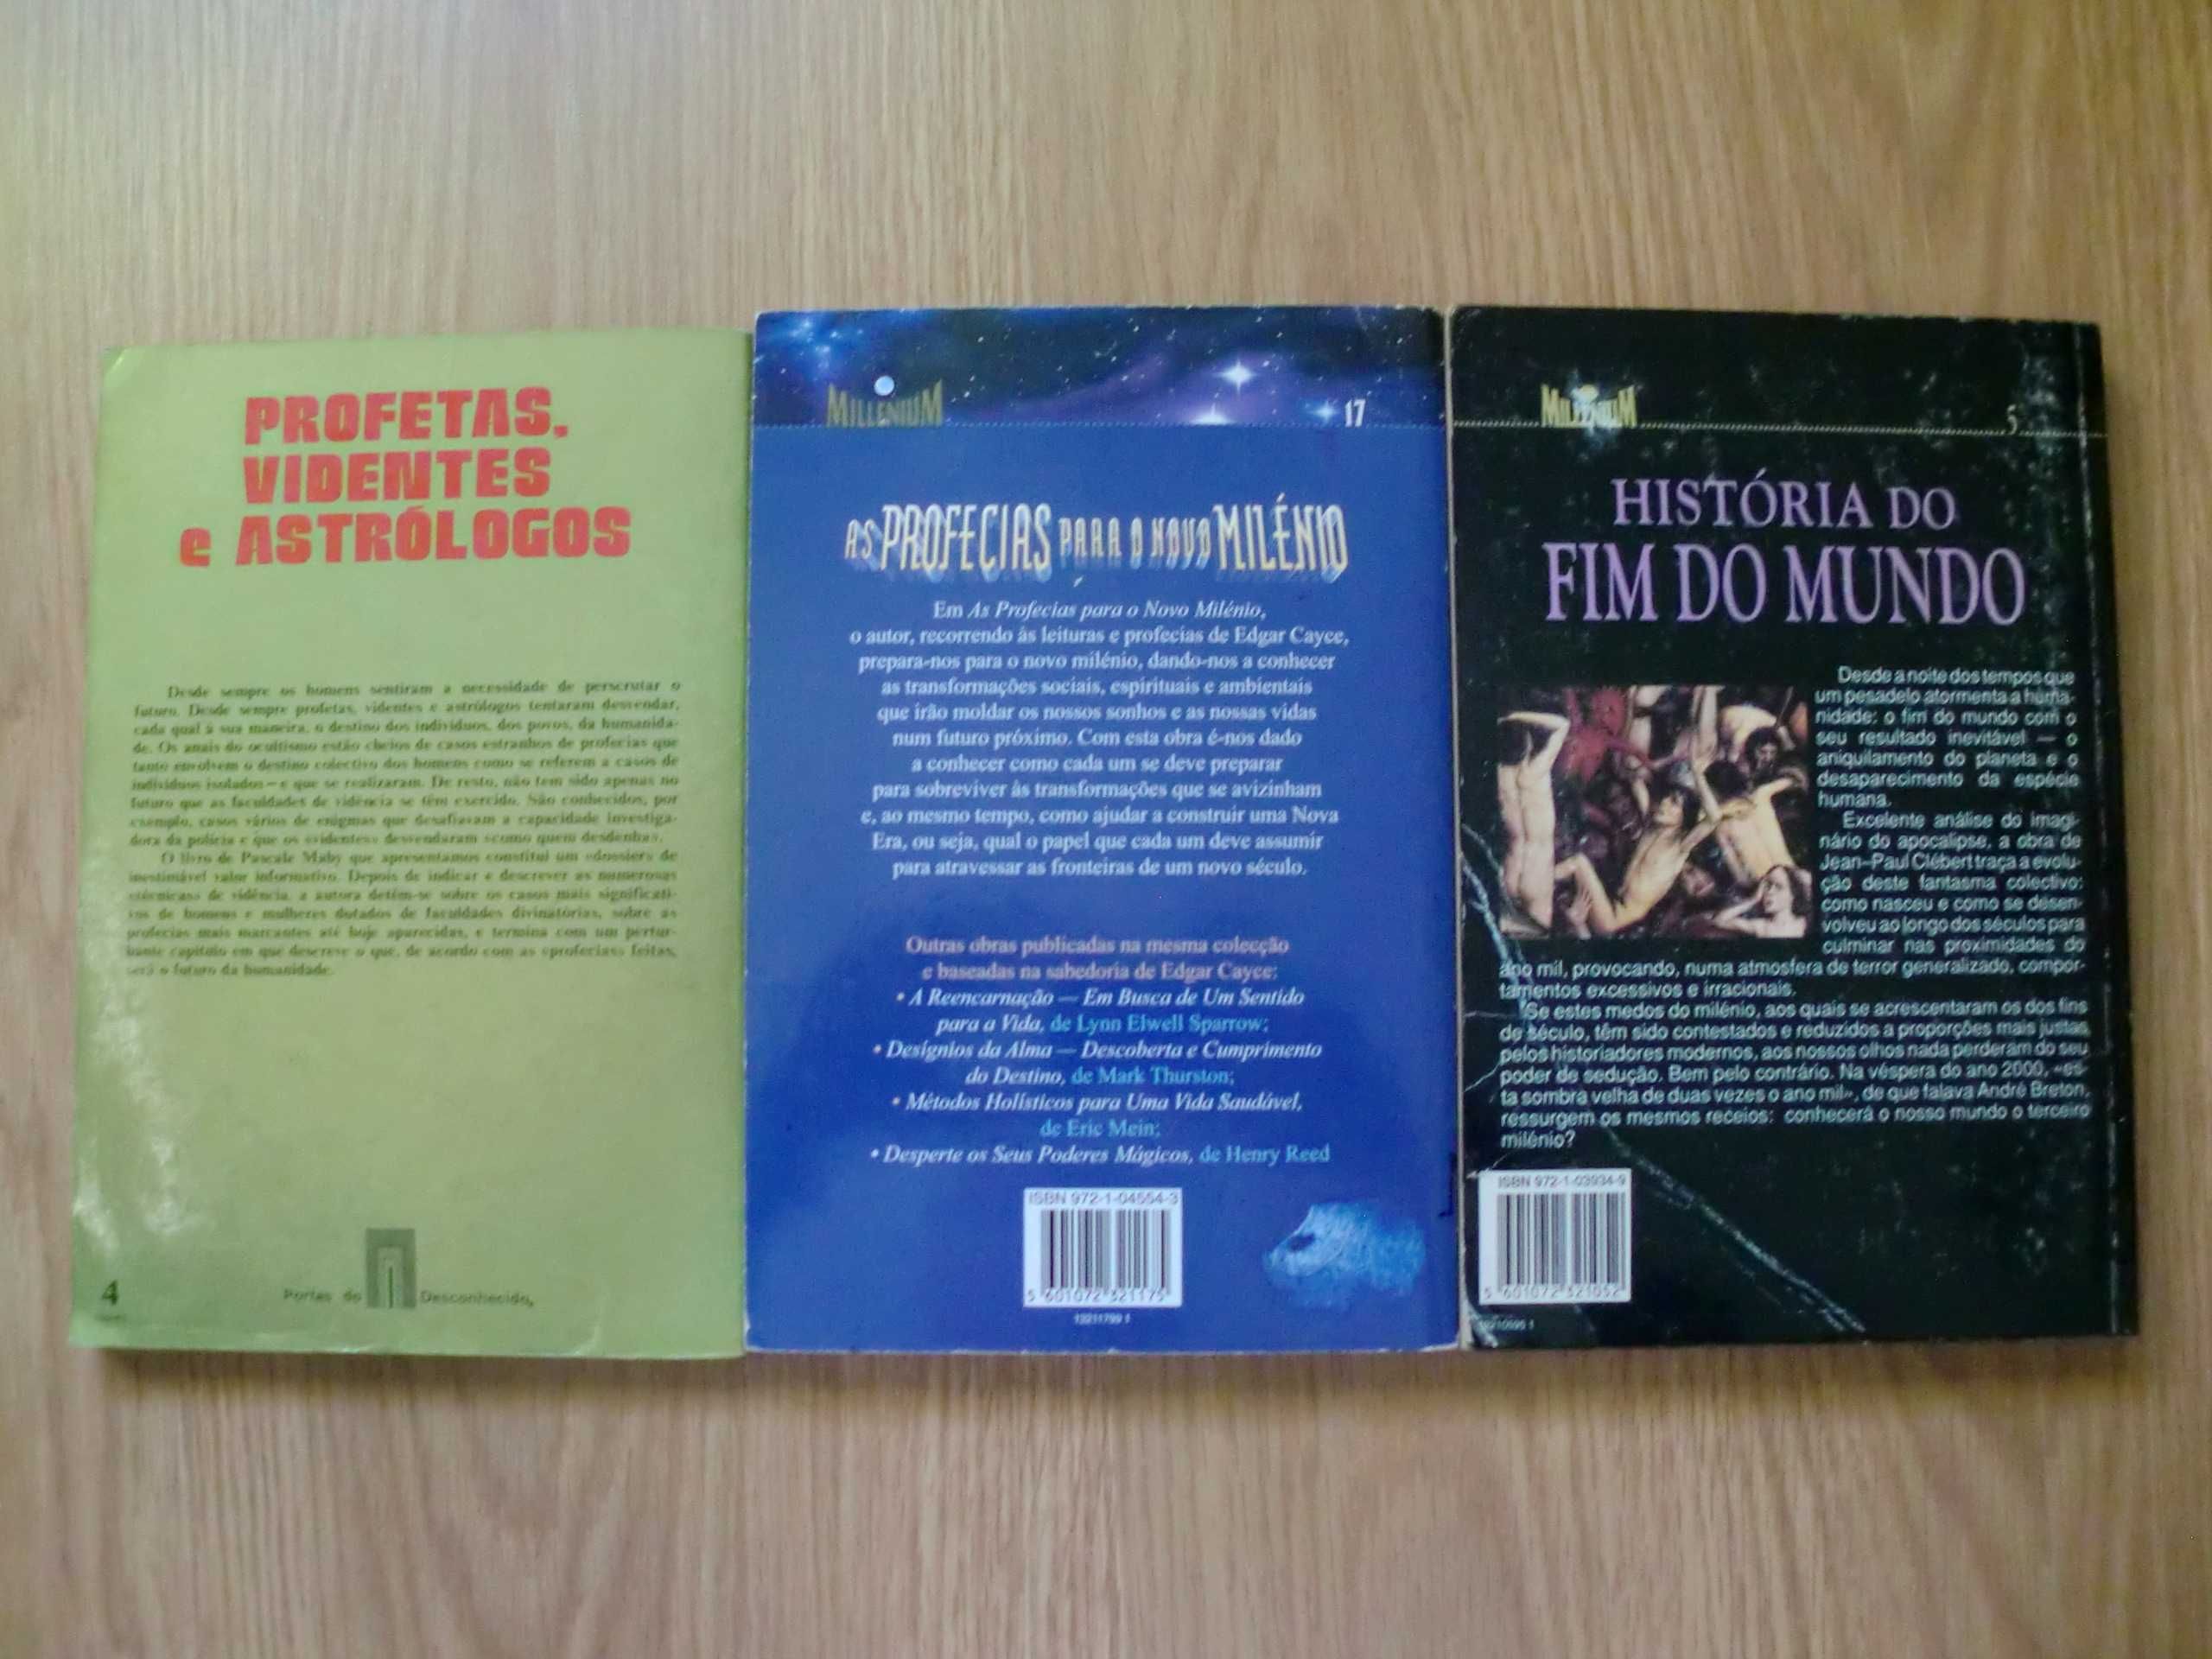 PROFETAS,
VIDENTES
e ASTRÓLOGOS
Desde sempre os homens sentiram a necessidade de perscrutar o
futuro. Desde sempre profetas, videntes e astrólogos tentaram desvendar,
cada qual à sua maneira, o destino dos indivíduos, dos povos, da humanida-
de. Os anais do ocultismo estão cheios de casos estranhos de profecias que
tanto envolvem o destino colectivo dos homens como se referem a casos de
indivíduos isolados — e que se realizaram. De resto, não tem sido apenas no
futuro que as faculdades de vidência se têm exercido. São conhecidos, por
exemplo, casos vários de enigmas que desafiavam a capacidade investiga-
dora da polícia e que os «videntes» desvendaram «como quem desdenha».
O livro de Pascale Maby que apresentamos constitui um «dossier» de
inestimável valor informativo. Depois de indicar e descrever as numerosas
«técnicas» de vidência, a autora detém-se sobre os casos mais significati-
vos de homens e mulheres dotados de faculdades divinatórias, sobre as
profecias mais marcantes até hoje aparecidas, e termina com um pertur-
bante capítulo em que descreve o que, de acordo com as «profecias» feitas,
será o futuro da humanidade.
4
Portas do Desconhecido
MILLENIUM
17
AS PROFECIAS PARA O NOVO MILÉNIO
Em As Profecias para o Novo Milénio,
o autor, recorrendo às leituras e profecias de Edgar Cayce,
prepara-nos para o novo milénio, dando-nos a conhecer
as transformações sociais, espirituais e ambientais
que irão moldar os nossos sonhos e as nossas vidas
num futuro próximo. Com esta obra é-nos dado
a conhecer como cada um se deve preparar
para sobreviver às transformações que se avizinham
e, ao mesmo tempo, como ajudar a construir uma Nova
Era, ou seja, qual o papel que cada um deve assumir
para atravessar as fronteiras de um novo século.
Outras obras publicadas na mesma colecção
e baseadas na sabedoria de Edgar Cayce:
• A Reencarnação — Em Busca de Um Sentido
para a Vida, de Lynn Elwell Sparrow;
• Desígnios da Alma — Descoberta e Cumprimento
do Destino, de Mark Thurston;
• Métodos Holísticos para Uma Vida Saudável,
de Eric Mein;
• Desperte os Seus Poderes Mágicos, de Henry Reed
ISBN 972-1-04554-3
5 601072 321175
MILLENIUM
5
HISTÓRIA DO
FIM DO MUNDO
Desde a noite dos tempos que
um pesadelo atormenta a huma-
nidade: o fim do mundo com o
seu resultado inevitável — o
aniquilamento do planeta e o
desaparecimento da espécie
humana.
Excelente análise do imagi-
nário do apocalipse, a obra de
Jean-Paul Clébert traça a evolu-
ção deste fantasma colectivo:
como nasceu e como se desen-
volveu ao longo dos séculos para
culminar nas proximidades do
ano mil, provocando, numa atmosfera de terror generalizado, compor-
tamentos excessivos e irracionais.
Se estes medos do milénio, aos quais se acrescentaram os dos fins
de século, têm sido contestados e reduzidos a proporções mais justas
pelos historiadores modernos, aos nossos olhos nada perderam do seu
poder de sedução. Bem pelo contrário. Na véspera do ano 2000, «es-
ta sombra velha de duas vezes o ano mil», de que falava André Breton,
ressurgem os mesmos receios: conhecerá o nosso mundo o terceiro
milénio?
ISBN 972-1-03934-9
5 601072 321052